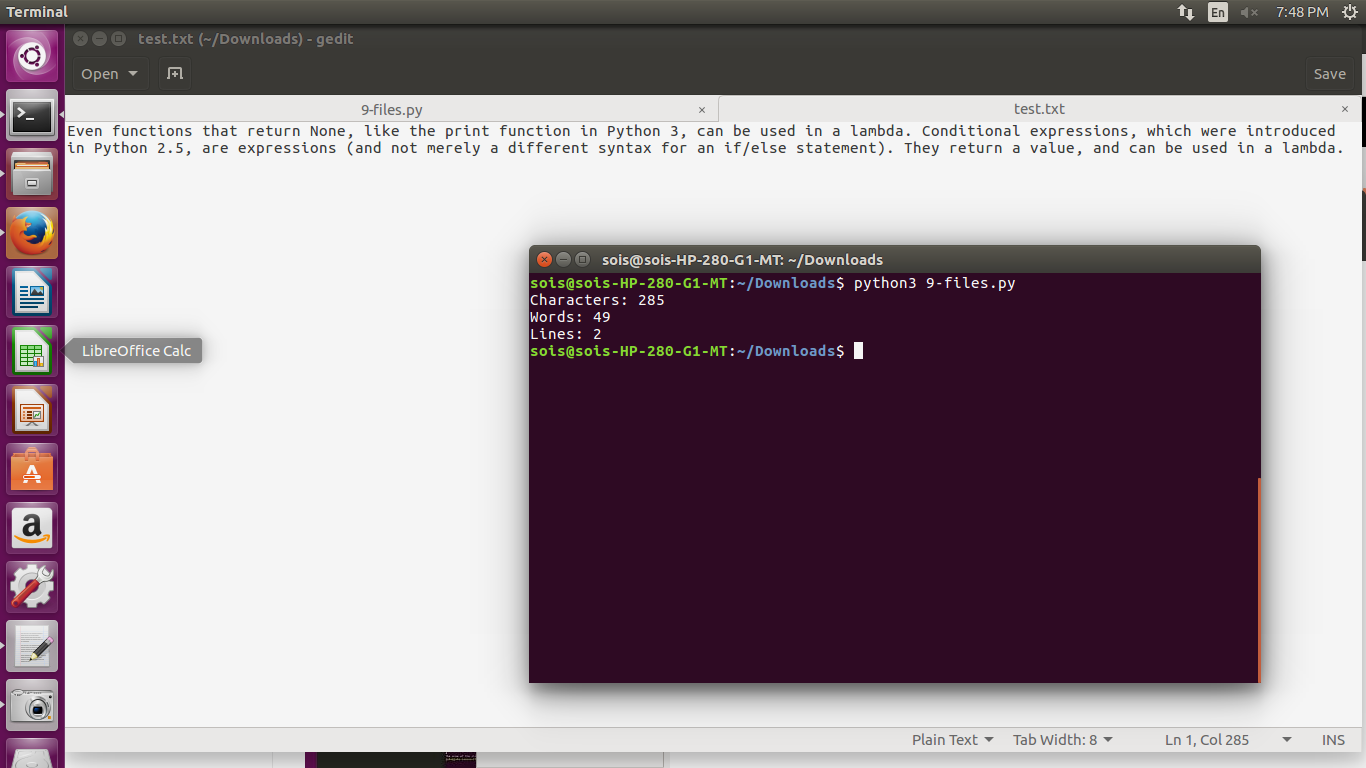 Terminal
En
7:48 PM
test.txt (~/Downloads) - gedit
Open
Save
9-files.py
×
test.txt
×
Even functions that return None, like the print function in Python 3, can be used in a lambda. Conditional expressions, which were introduced
in Python 2.5, are expressions (and not merely a different syntax for an if/else statement). They return a value, and can be used in a lambda.
sois@sois-HP-280-G1-MT: ~/Downloads
sois@sois-HP-280-G1-MT:~/Downloads$ python3 9-files.py
Characters: 285
Words: 49
Lines: 2
sois@sois-HP-280-G1-MT:~/Downloads$
LibreOffice Calc
Plain Text
Tab Width: 8
Ln 1, Col 285
INS